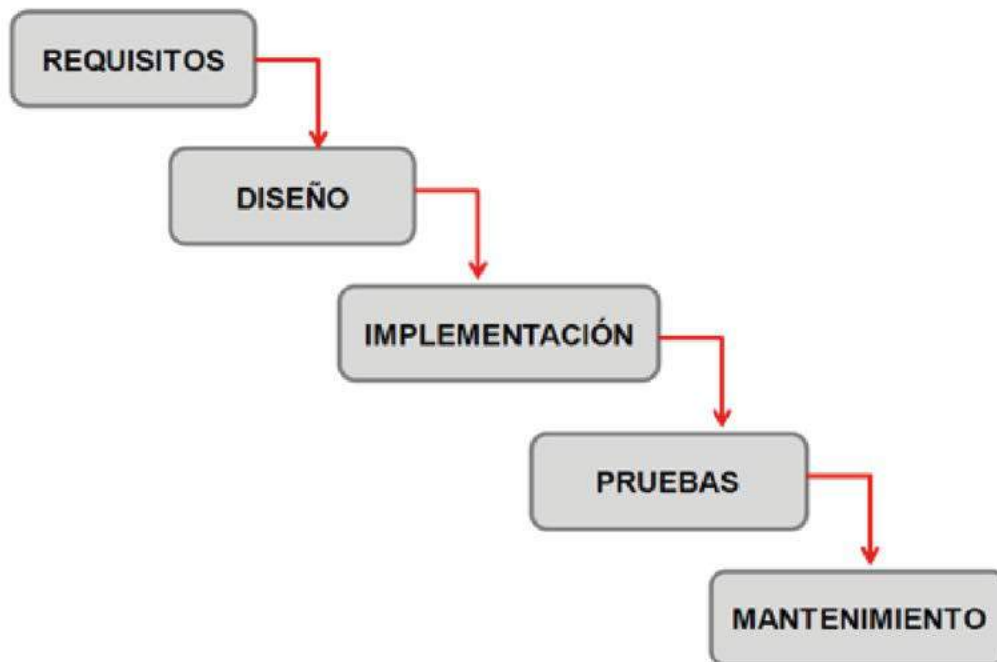 REQUISITOS
DISEÑO
IMPLEMENTACIÓN
PRUEBAS
MANTENIMIENTO